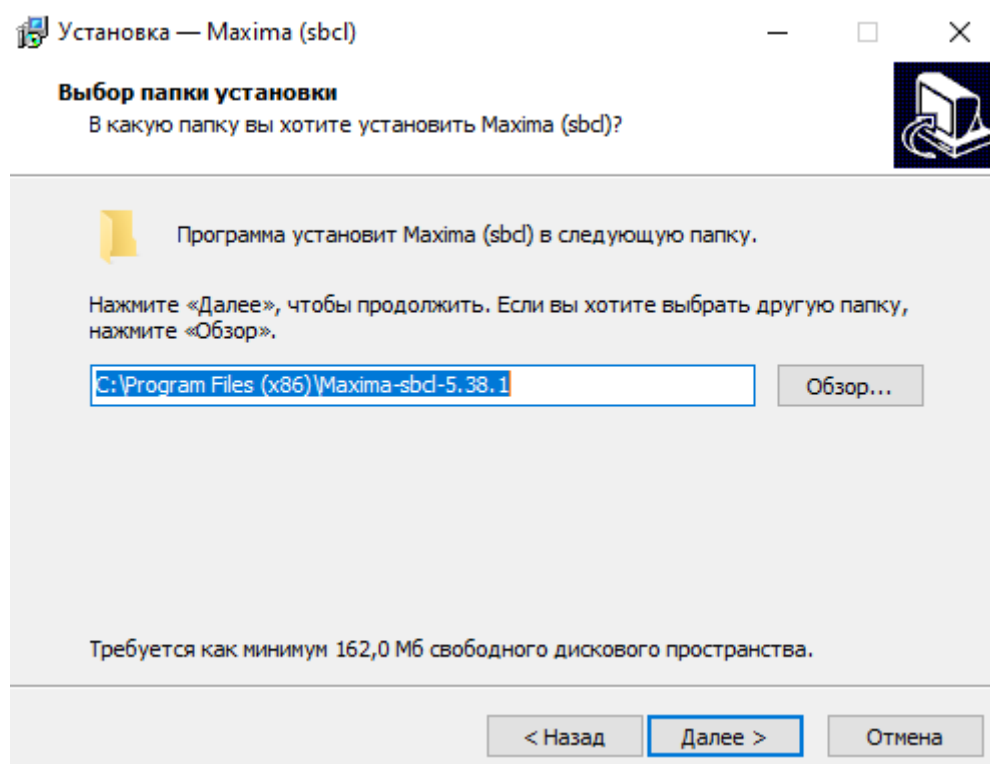 Установка — Maxima (sbcl)
Выбор папки установки
В какую папку вы хотите установить Maxima (sbcl)?
Программа установит Maxima (sbcl) в следующую папку.
Нажмите «Далее», чтобы продолжить. Если вы хотите выбрать другую папку,
нажмите «Обзор».
C:\Program Files (x86)\Maxima-sbcl-5.38.1
Обзор...
Требуется как минимум 162,0 Мб свободного дискового пространства.
< Назад
Далее >
Отмена